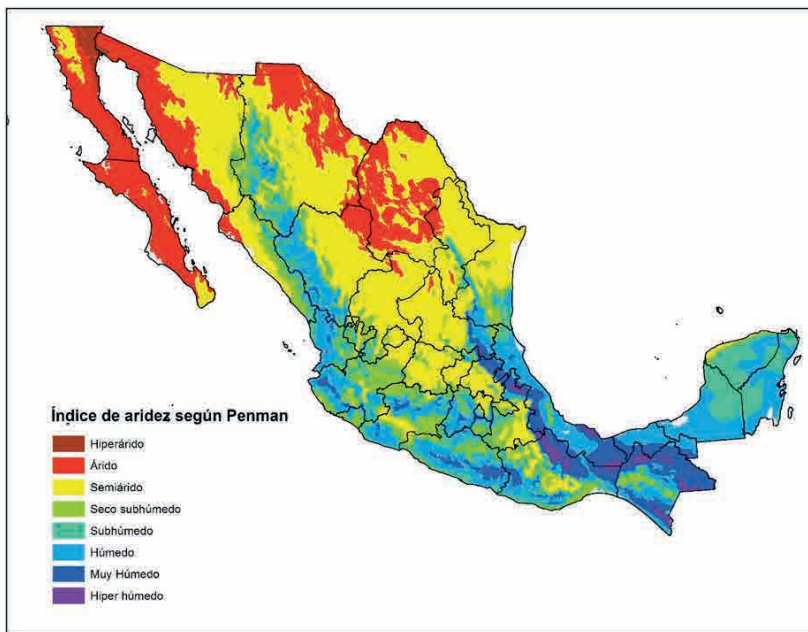 Índice de aridez según Penman
Hiperárido
Árido
Semiárido
Seco subhúmedo
Subhúmedo
Húmedo
Muy Húmedo
Hiper húmedo